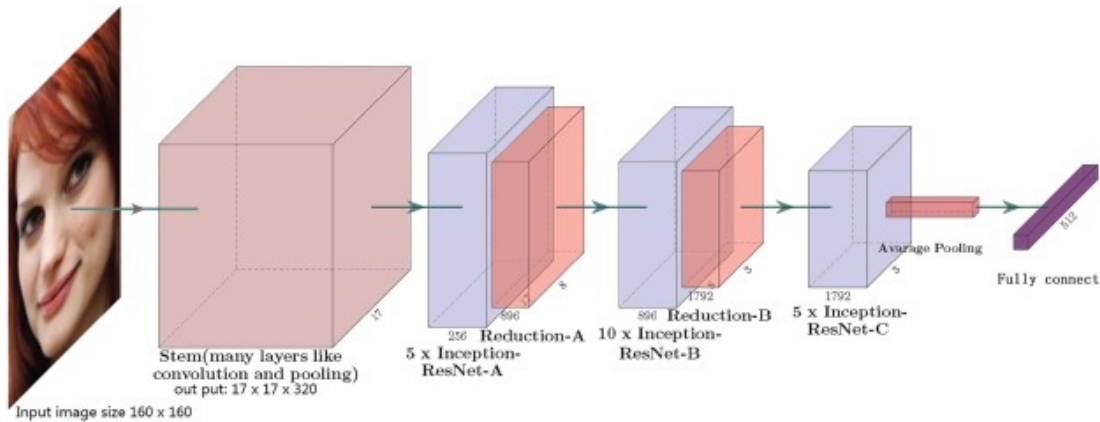 17
Stem(many layers like
convolution and pooling)
out put: 17 x 17 x 320
Input image size 160 x 160
256
5 x Inception-
ResNet-A
896
17
8
Reduction-A
896
10 x Inception-
ResNet-B
1792
8
3
Reduction-B
1792
3
5 x Inception-
ResNet-C
Avarage Pooling
512
Fully connect